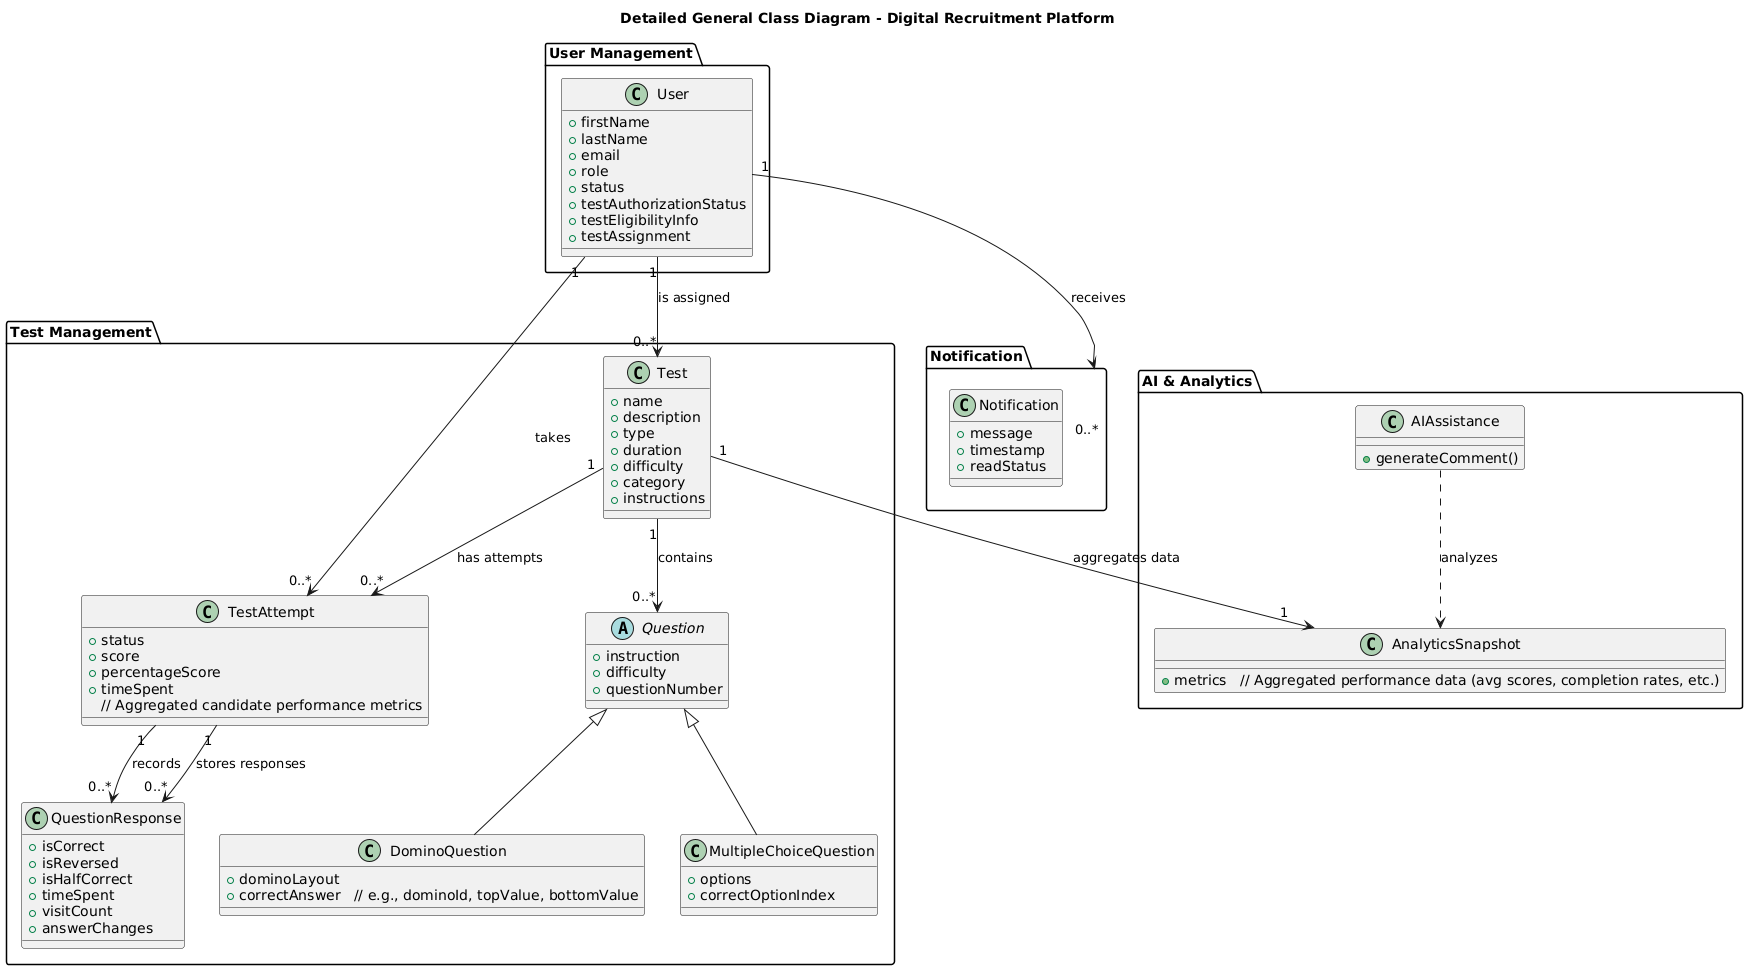 Detailed General Class Diagram - Digital Recruitment Platform
User Management
C User
firstName
lastName
email
role
status
testAuthorizationStatus
testEligibilityInfo
testAssignment
1
1
1
is assigned
receives
0..*
0..*
takes
Test Management
C Test
name
description
type
duration
difficulty
category
instructions
1
1
1
has attempts
contains
aggregates data
0..*
0..*
0..*
1
Notification
C Notification
message
timestamp
readStatus
AI & Analytics
C AIAssistance
generateComment()
analyzes
C AnalyticsSnapshot
metrics // Aggregated performance data (avg scores, completion rates, etc.)
C TestAttempt
status
score
percentageScore
timeSpent
// Aggregated candidate performance metrics
A Question
instruction
difficulty
questionNumber
1
1
records
stores responses
0..*
0..*
C QuestionResponse
isCorrect
isReversed
isHalfCorrect
timeSpent
visitCount
answerChanges
C DominoQuestion
dominoLayout
correctAnswer // e.g., dominoId, topValue, bottomValue
C MultipleChoiceQuestion
options
correctOptionIndex